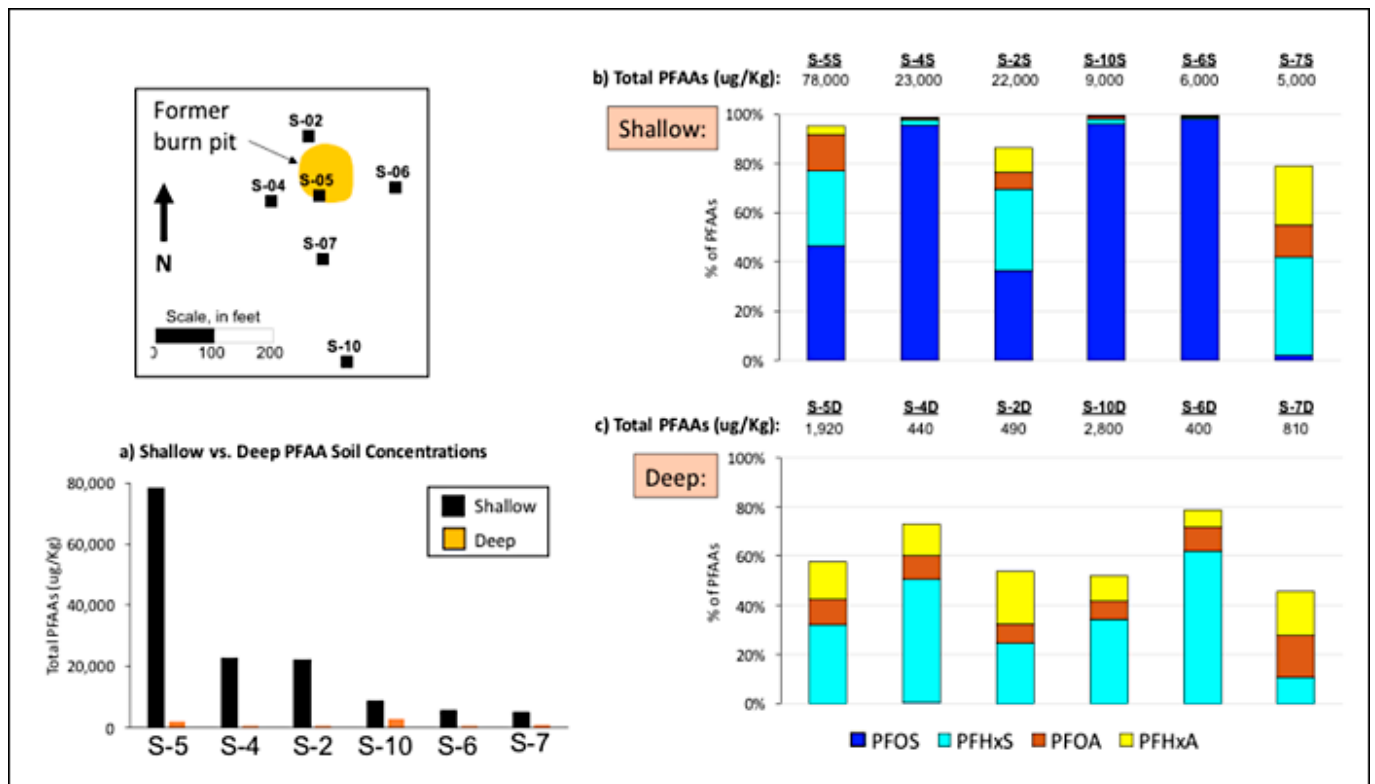 Former
burn pit
S-02
S-04
S-05
S-06
S-07
N
Scale, in feet
0 100 200
S-10
a) Shallow vs. Deep PFAA Soil Concentrations
Total PFAAs (ug/Kg)
80,000
60,000
40,000
20,000
0
Shallow
Deep
S-5 S-4 S-2 S-10 S-6 S-7
S-5S S-4S S-2S S-10S S-6S S-7S
b) Total PFAAs (ug/Kg): 78,000 23,000 22,000 9,000 6,000 5,000
Shallow:
% of PFAAs
100%
80%
60%
40%
20%
0%
S-5D S-4D S-2D S-10D S-6D S-7D
c) Total PFAAs (ug/Kg): 1,920 440 490 2,800 400 810
Deep:
% of PFAAs
100%
80%
60%
40%
20%
0%
PFOS PFHxS PFOA PFHxA